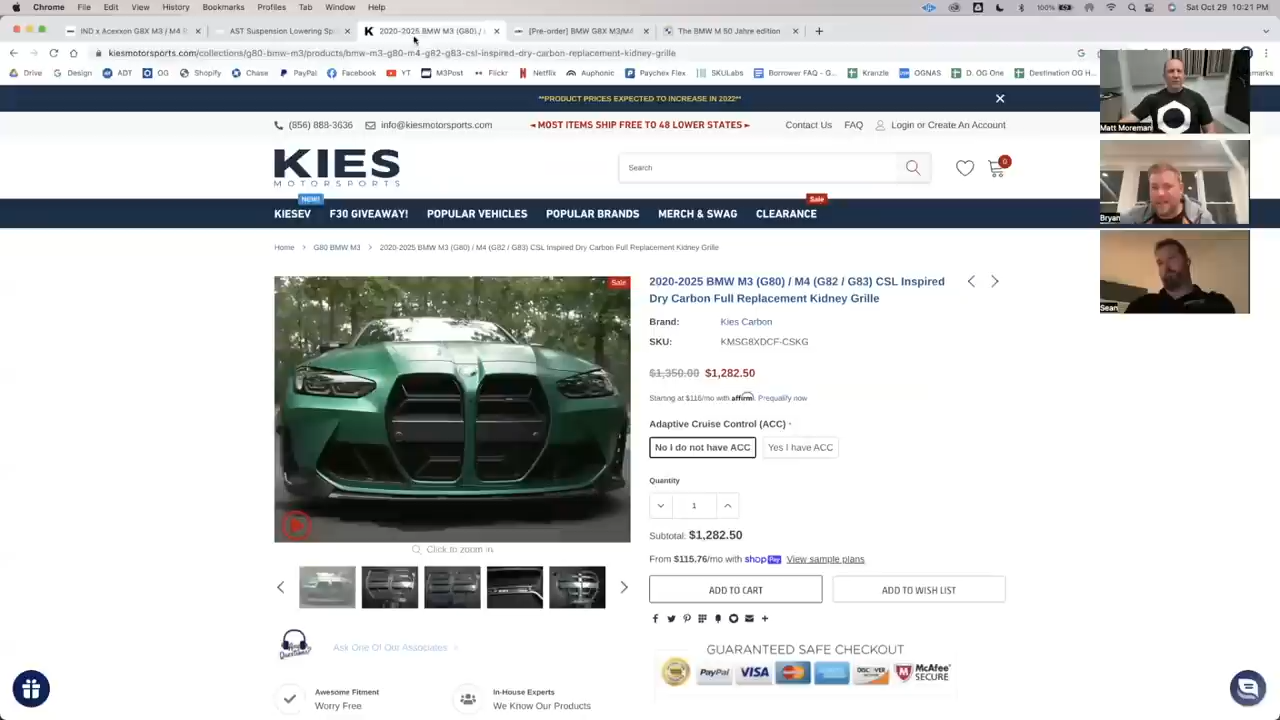 Chrome File Edit View History Bookmarks Profiles Tab Window Help
Sat Oct 29 10:21 PM
IND x Acexxon G8X M3 / M4 R
AST Suspension Lowering Sp
2020-2025 BMW M3 (G80) /
[Pre-order] BMW G8X M3/M4
The BMW M 50 Jahre edition
kiesmotorsports.com/collections/g80-bmw-m3/products/bmw-m3-g80-m4-g82-g83-csl-inspired-dry-carbon-replacement-kidney-grille
Drive
Design
ADT
OG
Shopify
Chase
PayPal
Facebook
YT
M3Post
Flickr
Netflix
Auphonic
Paychex Flex
SKULabs
Borrower FAQ - G...
Kranzle
OGNAS
D. OG One
Destination OG H...
**PRODUCT PRICES EXPECTED TO INCREASE IN 2022**
(856) 888-3636
info@kiesmotorsports.com
◄ MOST ITEMS SHIP FREE TO 48 LOWER STATES ►
Contact Us
FAQ
Login or Create An Account
Matt Moreman
KIES
MOTORSPORTS
Search
0
NEW!
Sale
KIESEV
F30 GIVEAWAY!
POPULAR VEHICLES
POPULAR BRANDS
MERCH & SWAG
CLEARANCE
Bryan
Home > G80 BMW M3 > 2020-2025 BMW M3 (G80) / M4 (G82 / G83) CSL Inspired Dry Carbon Full Replacement Kidney Grille
Sale
2020-2025 BMW M3 (G80) / M4 (G82 / G83) CSL Inspired
Dry Carbon Full Replacement Kidney Grille
Sean
Brand: Kies Carbon
SKU: KMSG8XDCF-CSKG
$1,350.00 $1,282.50
Starting at $116/mo with affirm. Prequalify now
Adaptive Cruise Control (ACC) *
No I do not have ACC
Yes I have ACC
Quantity
1
Subtotal: $1,282.50
Click to zoom in
From $115.76/mo with shop Pay View sample plans
ADD TO CART
ADD TO WISH LIST
Ask One Of Our Associates >
GUARANTEED SAFE CHECKOUT
PayPal
VISA
McAfee
SECURE
Awesome Fitment
Worry Free
In-House Experts
We Know Our Products